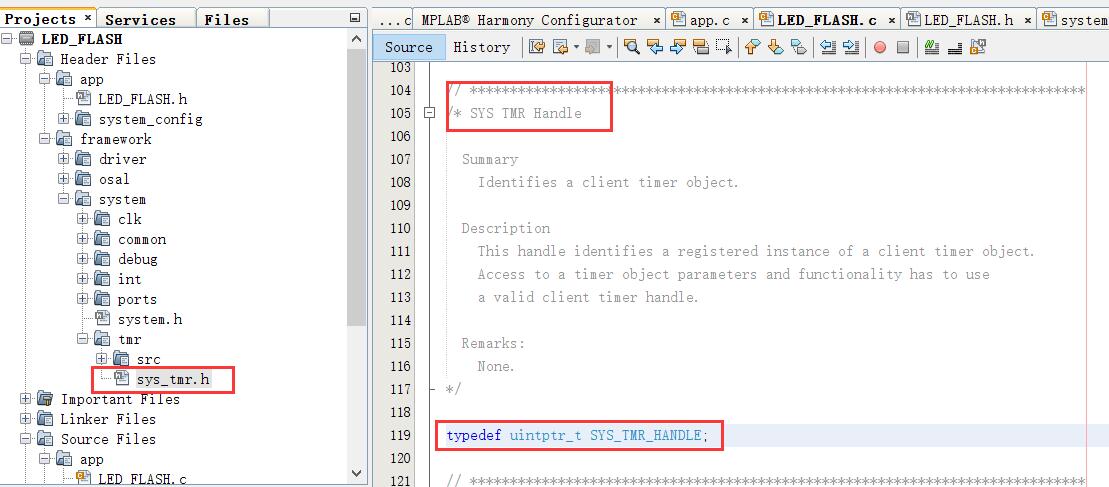 Projects × Services Files
LED_FLASH
Header Files
app
LED_FLASH.h
system_config
framework
driver
osal
system
clk
common
debug
int
ports
system.h
tmr
src
sys_tmr.h
Important Files
Linker Files
Source Files
app
LED_FLASH.c
...c MPLAB® Harmony Configurator × app.c × LED_FLASH.c × LED_FLASH.h × system
Source History
103
104 // *****************************************************************************
105 /* SYS TMR Handle
106
107 Summary
108 Identifies a client timer object.
109
110 Description
111 This handle identifies a registered instance of a client timer object.
112 Access to a timer object parameters and functionality has to use
113 a valid client timer handle.
114
115 Remarks:
116 None.
117 */
118
119 typedef uintptr_t SYS_TMR_HANDLE;
120
121 // *****************************************************************************